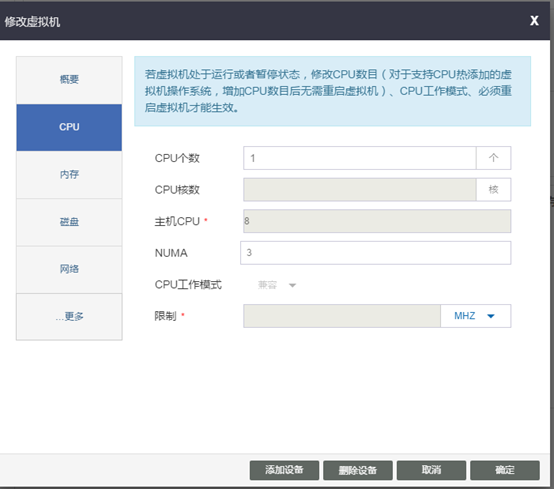 修改虚拟机 X
概要
CPU
内存
磁盘
网络
...更多
若虚拟机处于运行或者暂停状态，修改CPU数目（对于支持CPU热添加的虚
拟机操作系统，增加CPU数目后无需重启虚拟机）、CPU工作模式、必须重
启虚拟机才能生效。
CPU个数 1 个
CPU核数 核
主机CPU * 8
NUMA 3
CPU工作模式 兼容
限制 * MHZ
添加设备 删除设备 取消 确定